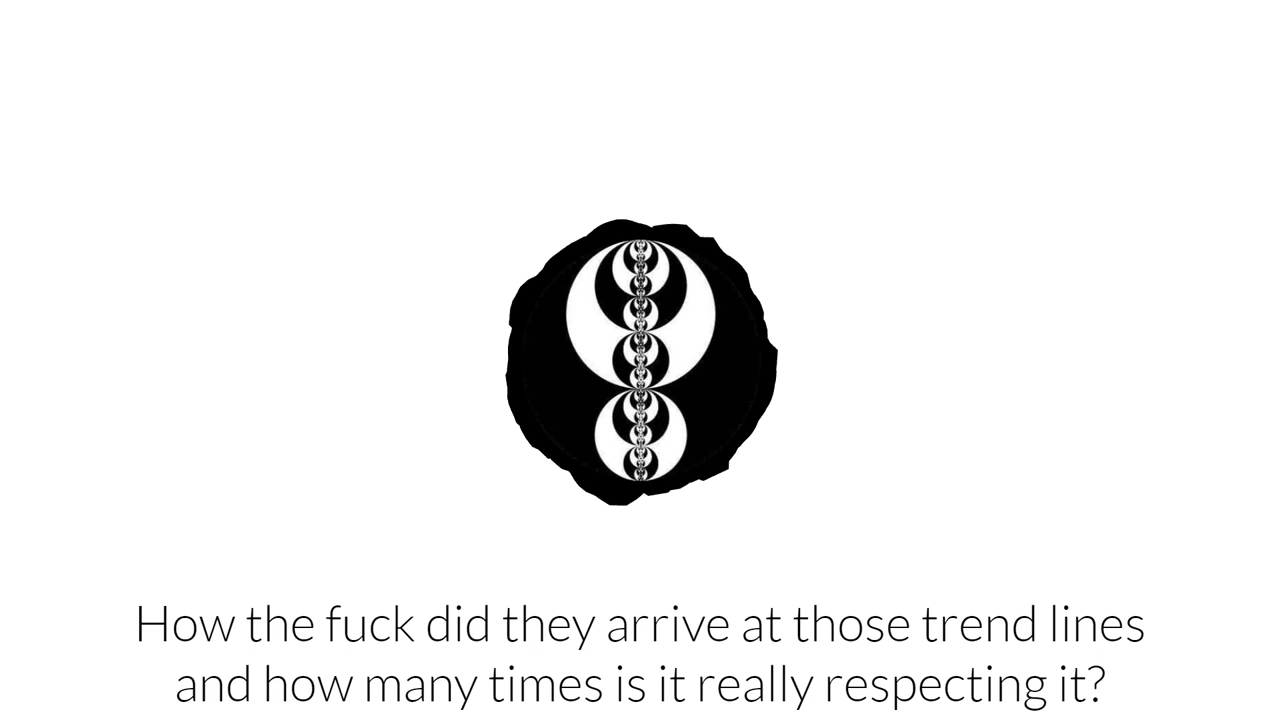 How the fuck did they arrive at those trend lines
and how many times is it really respecting it?